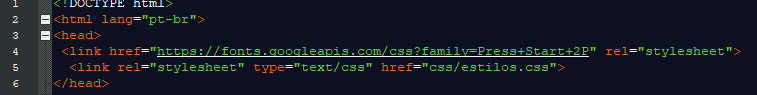 1 <!DOCTYPE html>
2 <html lang="pt-br">
3 <head>
4 <link href="https://fonts.googleapis.com/css?family=Press+Start+2P" rel="stylesheet">
5 <link rel="stylesheet" type="text/css" href="css/estilos.css">
6 </head>